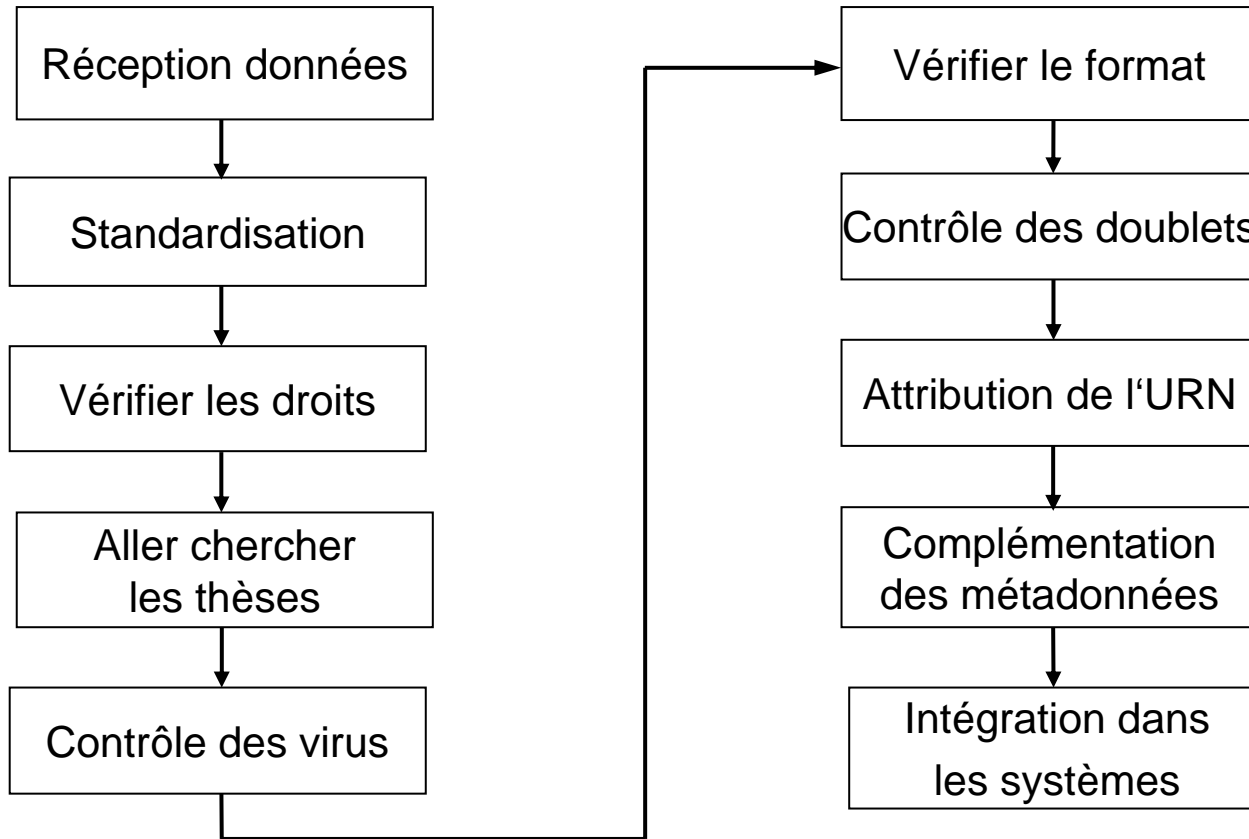 Réception données
Standardisation
Vérifier les droits
Aller chercher
les thèses
Contrôle des virus
Vérifier le format
Contrôle des doublets
Attribution de l‘URN
Complémentation
des métadonnées
Intégration dans
les systèmes